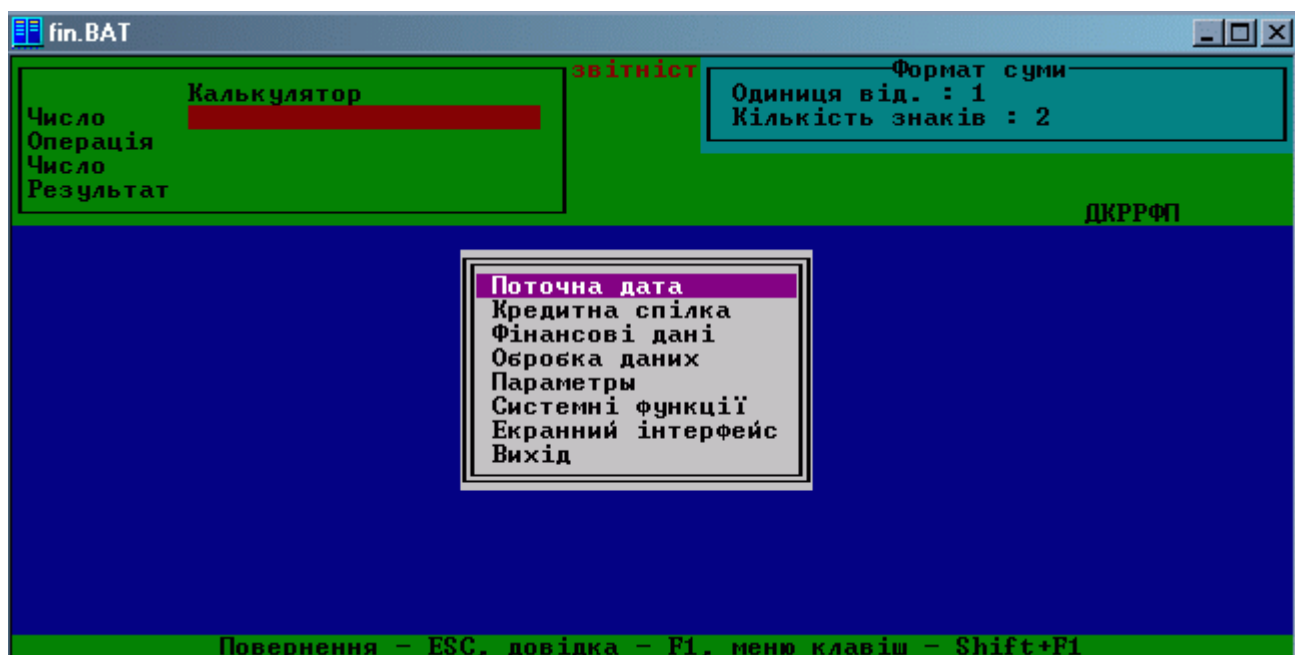 fin.BAT
звітніст
Калькулятор
Число
Операція
Число
Результат
Формат суми
Одиниця від. : 1
Кількість знаків : 2
ДКРРФП
Поточна дата
Кредитна спілка
Фінансові дані
Обробка даних
Параметры
Системні функції
Екранний інтерфейс
Вихід
Повернення - ESC, довідка - F1, меню клавіш - Shift+F1